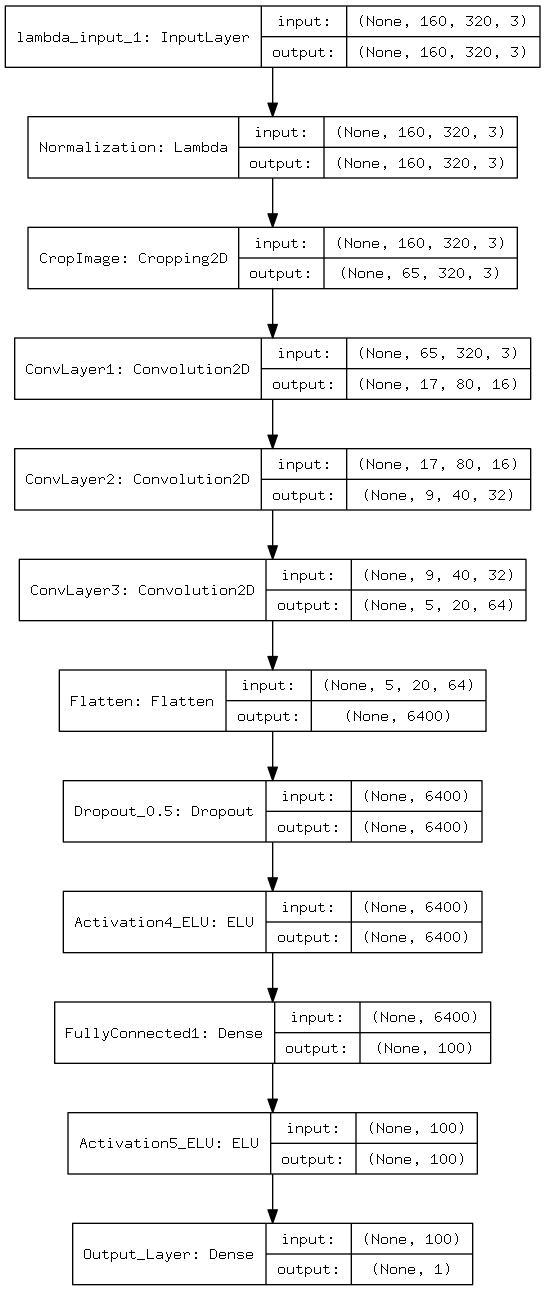 lambda_input_1: InputLayer
input: (None, 160, 320, 3)
output: (None, 160, 320, 3)
Normalization: Lambda
input: (None, 160, 320, 3)
output: (None, 160, 320, 3)
CropImage: Cropping2D
input: (None, 160, 320, 3)
output: (None, 65, 320, 3)
ConvLayer1: Convolution2D
input: (None, 65, 320, 3)
output: (None, 17, 80, 16)
ConvLayer2: Convolution2D
input: (None, 17, 80, 16)
output: (None, 9, 40, 32)
ConvLayer3: Convolution2D
input: (None, 9, 40, 32)
output: (None, 5, 20, 64)
Flatten: Flatten
input: (None, 5, 20, 64)
output: (None, 6400)
Dropout_0.5: Dropout
input: (None, 6400)
output: (None, 6400)
Activation4_ELU: ELU
input: (None, 6400)
output: (None, 6400)
FullyConnected1: Dense
input: (None, 6400)
output: (None, 100)
Activation5_ELU: ELU
input: (None, 100)
output: (None, 100)
Output_Layer: Dense
input: (None, 100)
output: (None, 1)